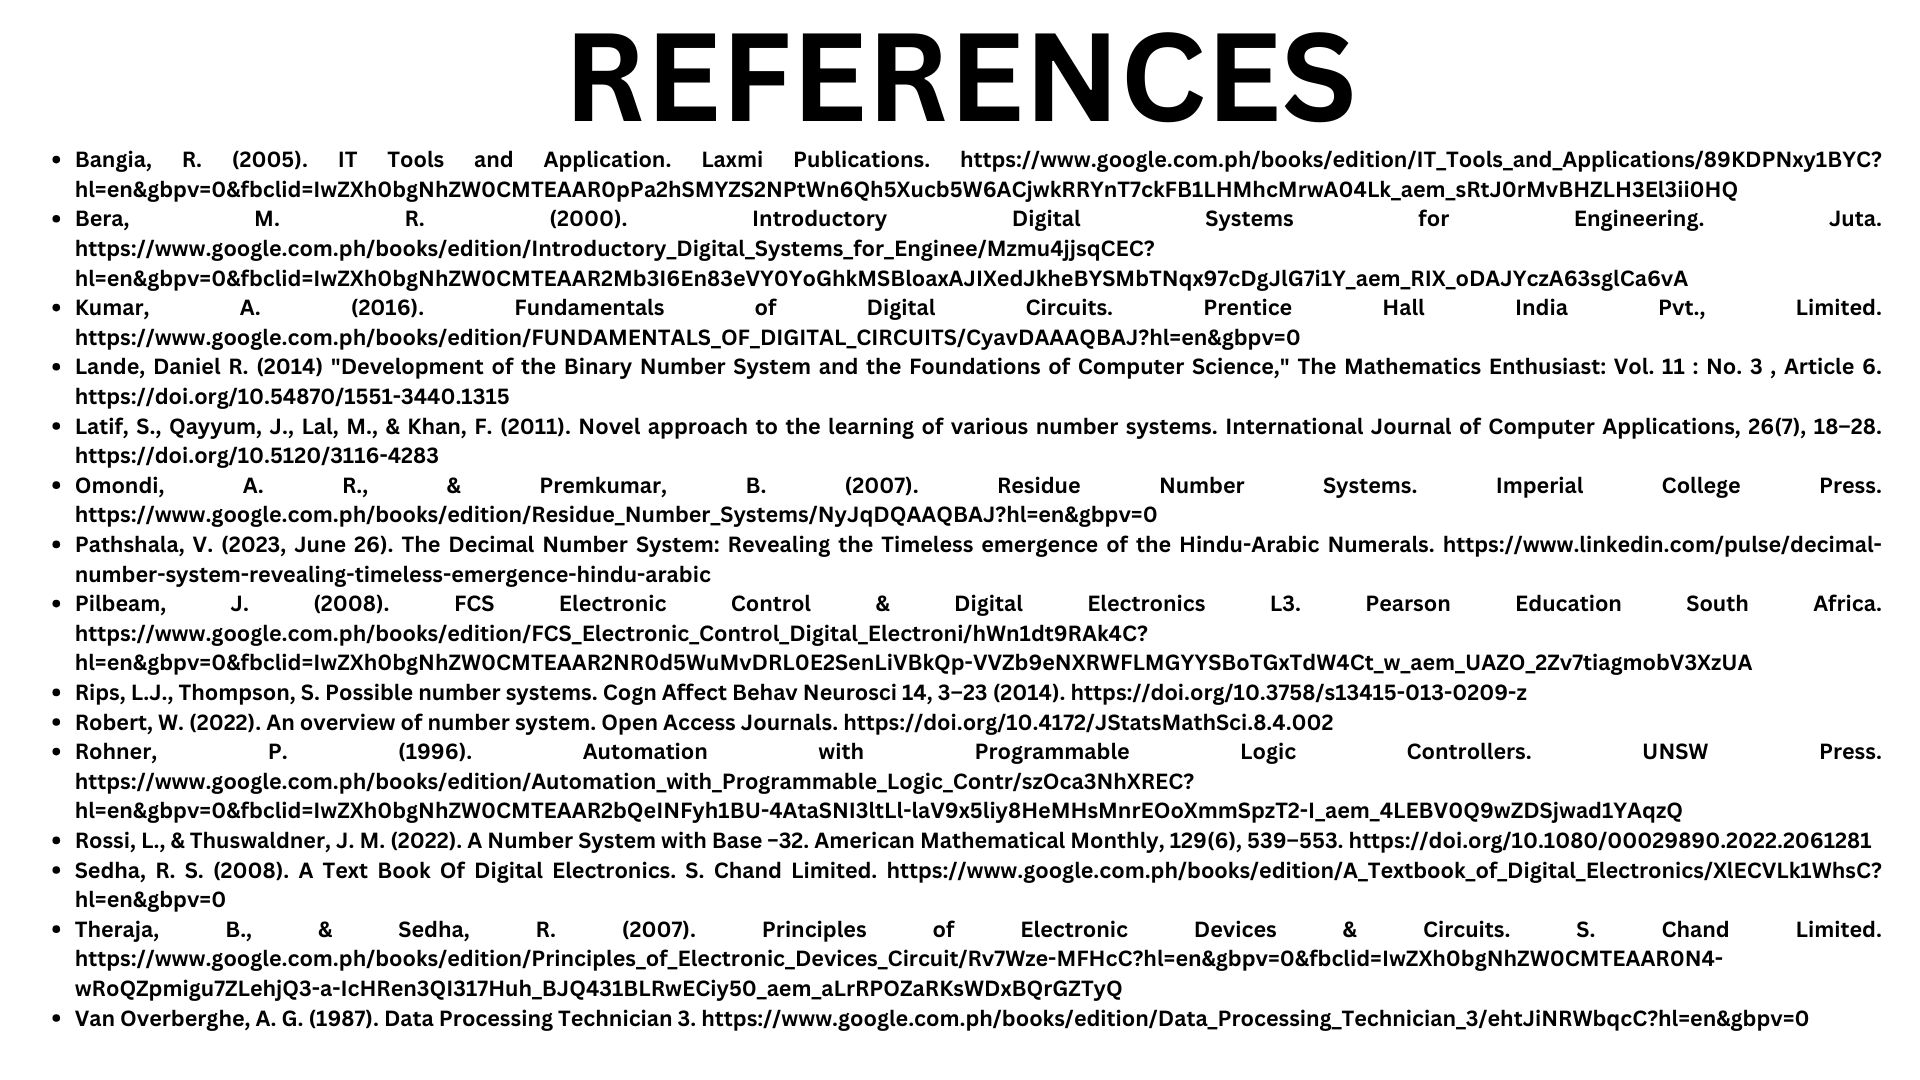 REFERENCES
• Bangia, R. (2005). IT Tools and Application. Laxmi Publications. https://www.google.com.ph/books/edition/IT_Tools_and_Applications/89KDPNxy1BYC?
hl=en&gbpv=0&fbclid=IwZXh0bgNhZW0CMTEAAR0pPa2hSMYZS2NPtWn6Qh5Xucb5W6ACjwkRRYnT7ckFB1LHMhcMrwA04Lk_aem_sRtJ0rMvBHZLH3El3ii0HQ
• Bera, M. R. (2000). Introductory Digital Systems for Engineering. Juta.
https://www.google.com.ph/books/edition/Introductory_Digital_Systems_for_Enginee/Mzmu4jjsqCEC?
hl=en&gbpv=0&fbclid=IwZXh0bgNhZW0CMTEAAR2Mb3I6En83eVY0YoGhkMSBloaxAJIXedJkheBYSMbTNqx97cDgJlG7i1Y_aem_RIX_oDAJYczA63sglCa6vA
• Kumar, A. (2016). Fundamentals of Digital Circuits. Prentice Hall India Pvt., Limited.
https://www.google.com.ph/books/edition/FUNDAMENTALS_OF_DIGITAL_CIRCUITS/CyavDAAAQBAJ?hl=en&gbpv=0
• Lande, Daniel R. (2014) "Development of the Binary Number System and the Foundations of Computer Science," The Mathematics Enthusiast: Vol. 11 : No. 3 , Article 6.
https://doi.org/10.54870/1551-3440.1315
• Latif, S., Qayyum, J., Lal, M., & Khan, F. (2011). Novel approach to the learning of various number systems. International Journal of Computer Applications, 26(7), 18–28.
https://doi.org/10.5120/3116-4283
• Omondi, A. R., & Premkumar, B. (2007). Residue Number Systems. Imperial College Press.
https://www.google.com.ph/books/edition/Residue_Number_Systems/NyJqDQAAQBAJ?hl=en&gbpv=0
• Pathshala, V. (2023, June 26). The Decimal Number System: Revealing the Timeless emergence of the Hindu-Arabic Numerals. https://www.linkedin.com/pulse/decimal-
number-system-revealing-timeless-emergence-hindu-arabic
• Pilbeam, J. (2008). FCS Electronic Control & Digital Electronics L3. Pearson Education South Africa.
https://www.google.com.ph/books/edition/FCS_Electronic_Control_Digital_Electroni/hWn1dt9RAk4C?
hl=en&gbpv=0&fbclid=IwZXh0bgNhZW0CMTEAAR2NR0d5WuMvDRL0E2SenLiVBkQp-VVZb9eNXRWFLMGYYSBoTGxTdW4Ct_w_aem_UAZO_2Zv7tiagmobV3XzUA
• Rips, L.J., Thompson, S. Possible number systems. Cogn Affect Behav Neurosci 14, 3–23 (2014). https://doi.org/10.3758/s13415-013-0209-z
• Robert, W. (2022). An overview of number system. Open Access Journals. https://doi.org/10.4172/JStatsMathSci.8.4.002
• Rohner, P. (1996). Automation with Programmable Logic Controllers. UNSW Press.
https://www.google.com.ph/books/edition/Automation_with_Programmable_Logic_Contr/szOca3NhXREC?
hl=en&gbpv=0&fbclid=IwZXh0bgNhZW0CMTEAAR2bQeINFyh1BU-4AtaSNI3ltLl-laV9x5liy8HeMHsMnrEOoXmmSpzT2-I_aem_4LEBV0Q9wZDSjwad1YAqzQ
• Rossi, L., & Thuswaldner, J. M. (2022). A Number System with Base −32. American Mathematical Monthly, 129(6), 539–553. https://doi.org/10.1080/00029890.2022.2061281
• Sedha, R. S. (2008). A Text Book Of Digital Electronics. S. Chand Limited. https://www.google.com.ph/books/edition/A_Textbook_of_Digital_Electronics/XlECVLk1WhsC?
hl=en&gbpv=0
• Theraja, B., & Sedha, R. (2007). Principles of Electronic Devices & Circuits. S. Chand Limited.
https://www.google.com.ph/books/edition/Principles_of_Electronic_Devices_Circuit/Rv7Wze-MFHcC?hl=en&gbpv=0&fbclid=IwZXh0bgNhZW0CMTEAAR0N4-
wRoQZpmigu7ZLehjQ3-a-IcHRen3QI317Huh_BJQ431BLRwECiy50_aem_aLrRPOZaRKsWDxBQrGZTyQ
• Van Overberghe, A. G. (1987). Data Processing Technician 3. https://www.google.com.ph/books/edition/Data_Processing_Technician_3/ehtJiNRWbqcC?hl=en&gbpv=0